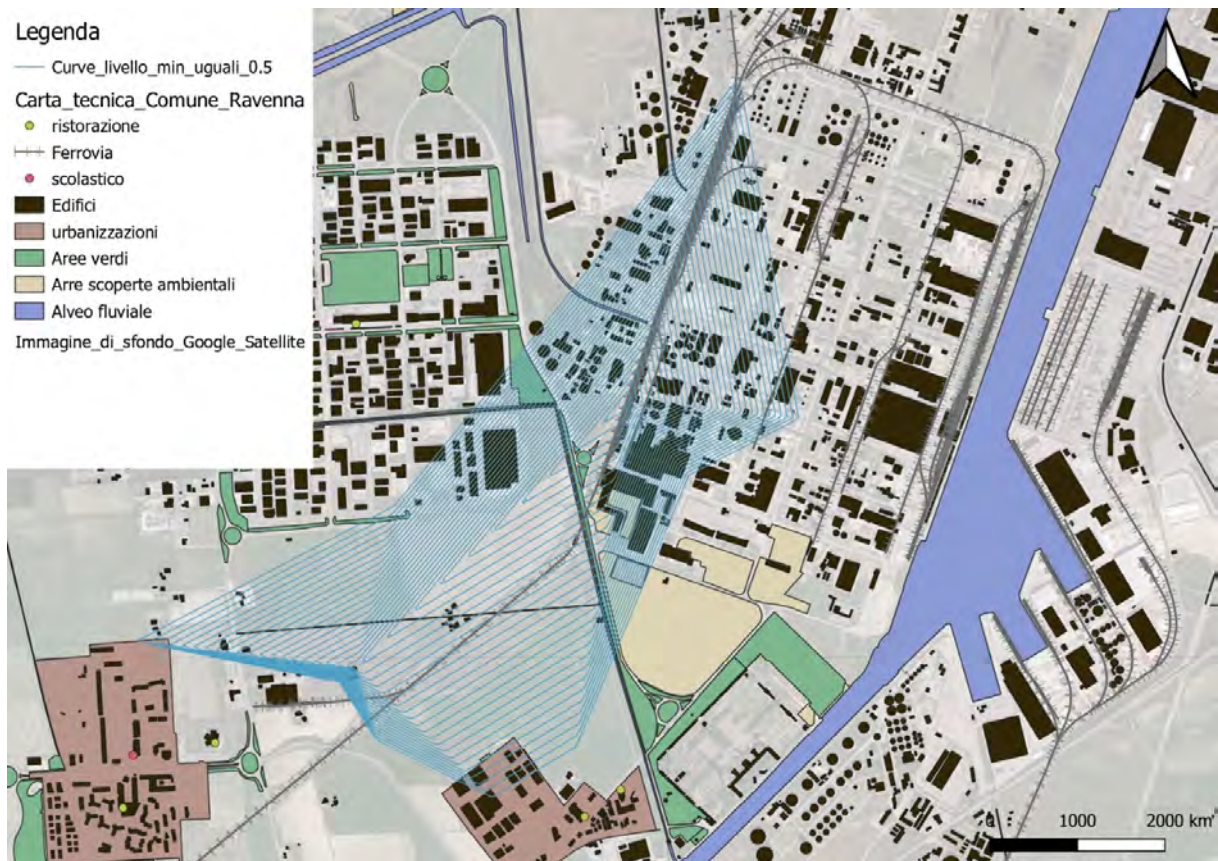 Legenda
Curve_livello_min_uguali_0.5
Carta_tecnica_Comune_Ravenna
ristorazione
Ferrovia
scolastico
Edifici
urbanizzazioni
Aree verdi
Arre scoperte ambientali
Alveo fluviale
Immagine_di_sfondo_Google_Satellite
0 1000 2000 km